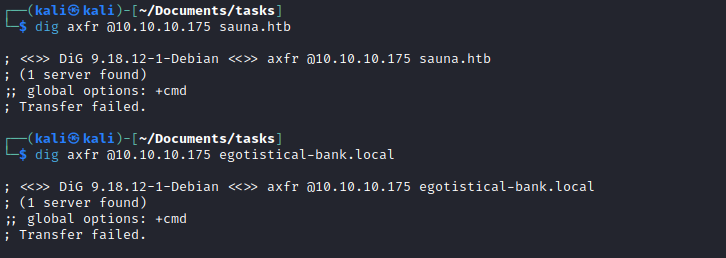 ┌──(kali㉿kali)-[~/Documents/tasks]
└─$ dig axfr @10.10.10.175 sauna.htb
; <<>> DiG 9.18.12-1-Debian <<>> axfr @10.10.10.175 sauna.htb
; (1 server found)
;; global options: +cmd
; Transfer failed.
┌──(kali㉿kali)-[~/Documents/tasks]
└─$ dig axfr @10.10.10.175 egotistical-bank.local
; <<>> DiG 9.18.12-1-Debian <<>> axfr @10.10.10.175 egotistical-bank.local
; (1 server found)
;; global options: +cmd
; Transfer failed.